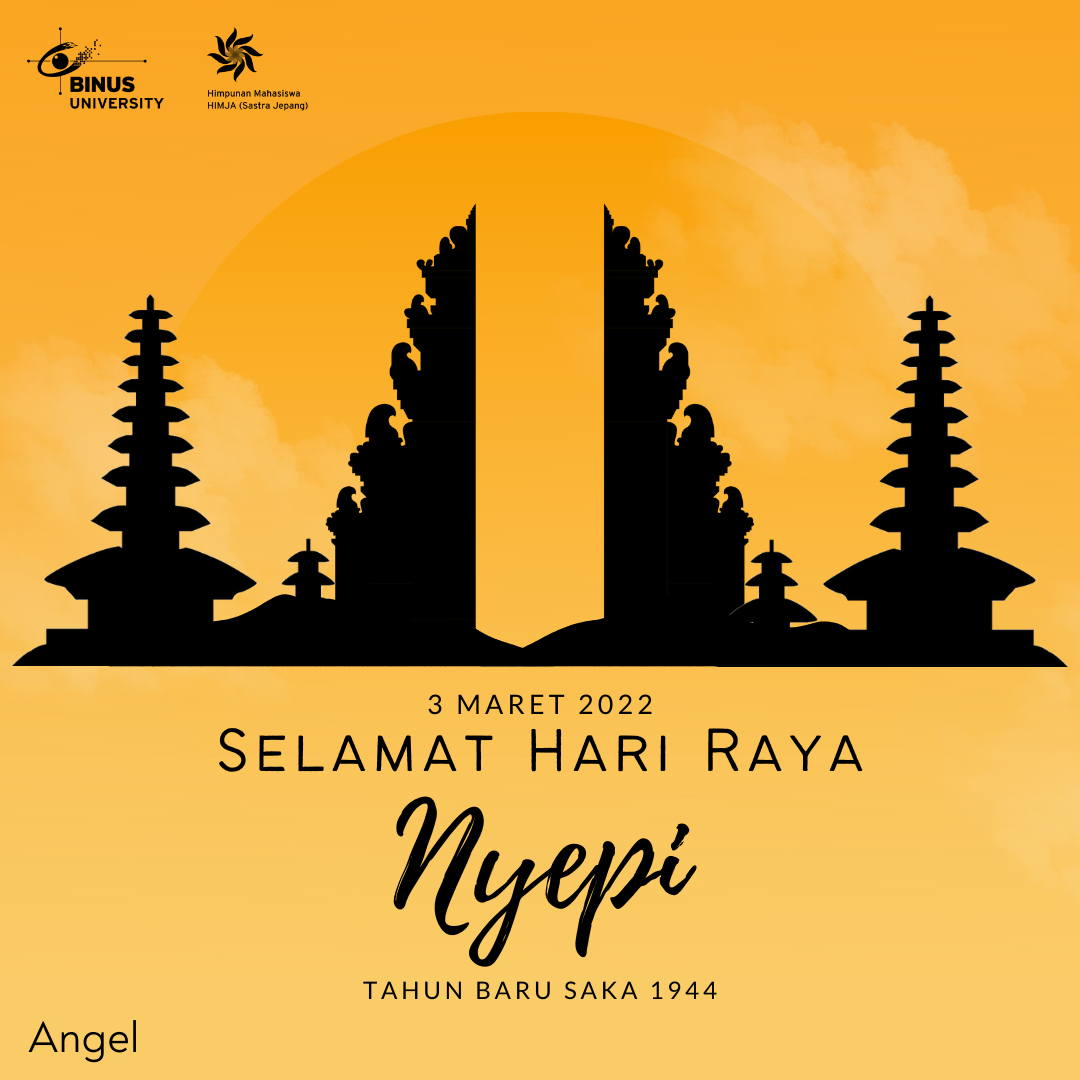 BINUS
UNIVERSITY
Himpunan Mahasiswa
HIMJA (Sastra Jepang)
3 MARET 2022
Selamat Hari Raya
Nyepi
TAHUN BARU SAKA 1944
Angel